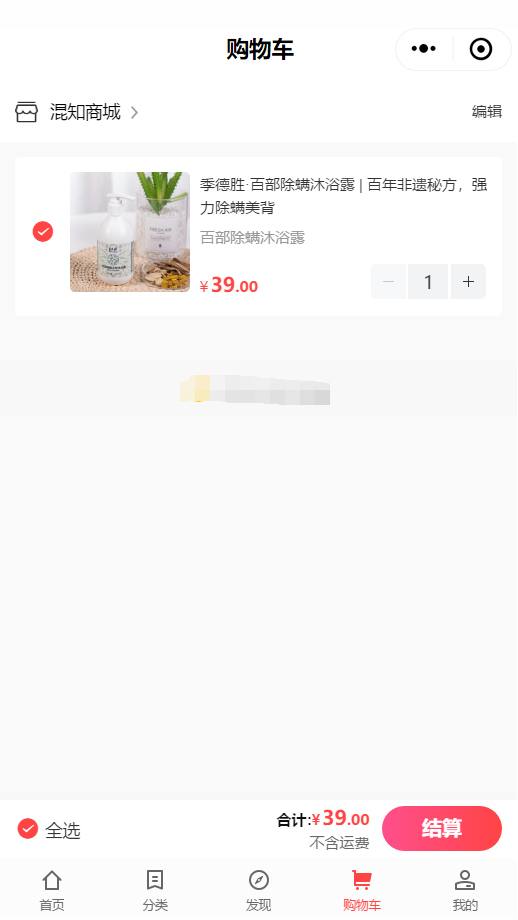 购物车
混知商城
编辑
季德胜·百部除螨沐浴露 | 百年非遗秘方，强
力除螨美背
百部除螨沐浴露
¥39.00
1
全选
合计:¥39.00
不含运费
结算
首页
分类
发现
购物车
我的